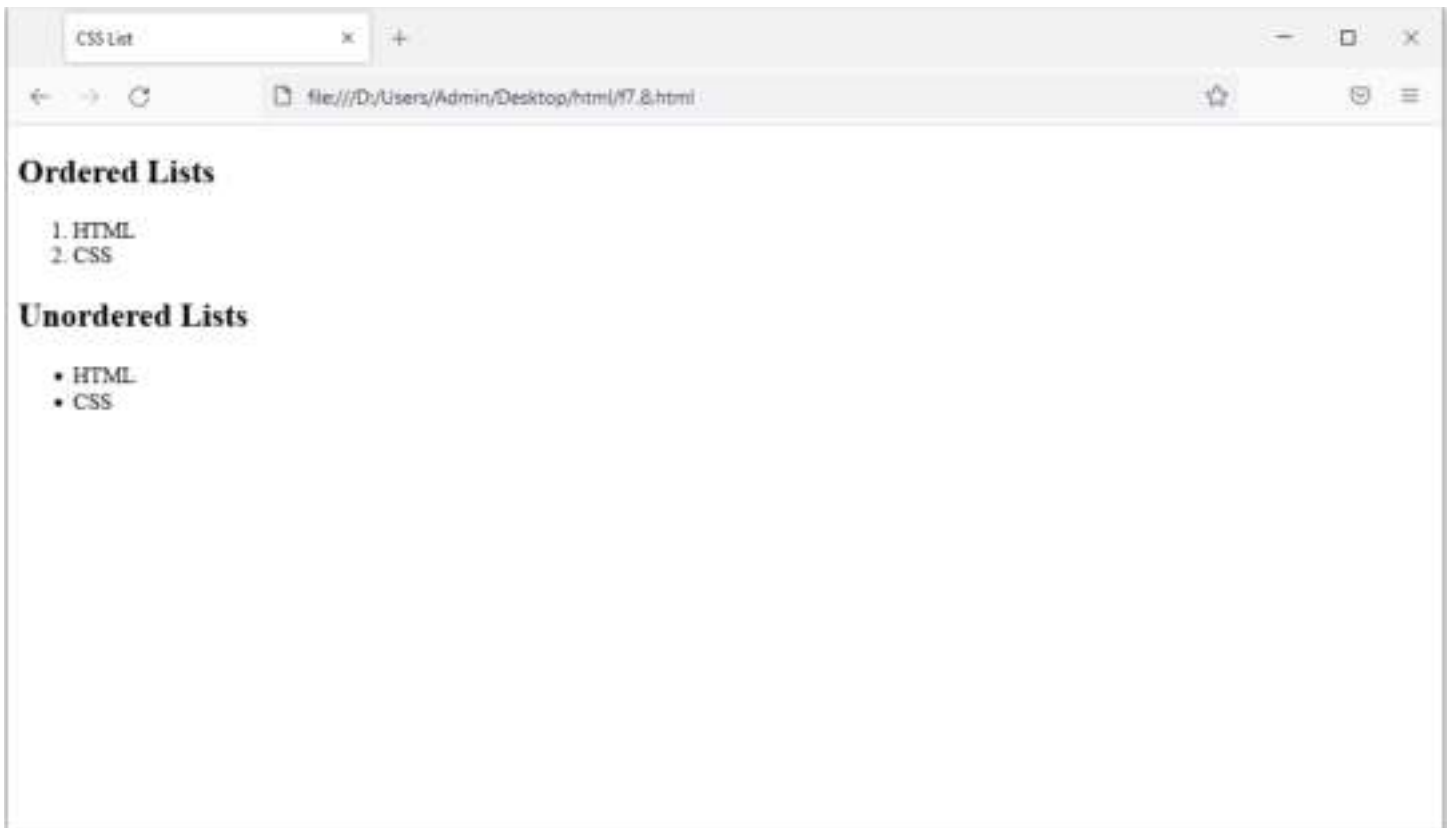 CSS List
file:///D:/Users/Admin/Desktop/html/f7.8.html
Ordered Lists
1. HTML
2. CSS
Unordered Lists
• HTML
• CSS